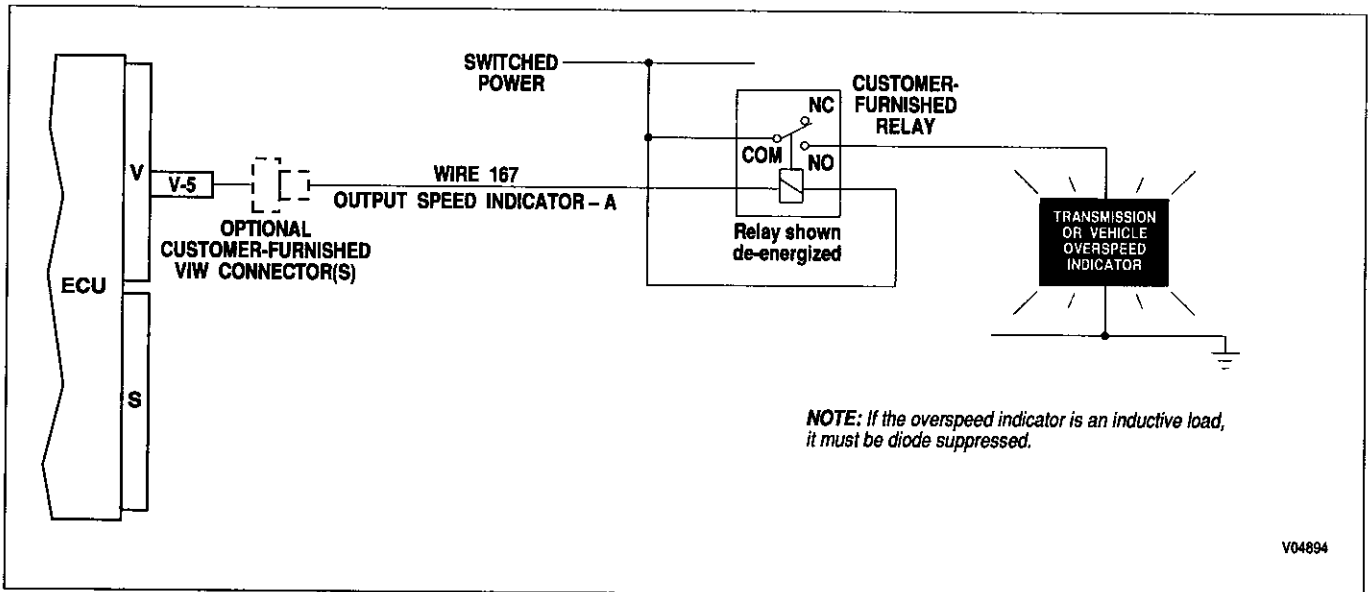 SWITCHED
POWER
CUSTOMER-
FURNISHED
RELAY
NC
COM
NO
V
V-5
WIRE 167
OUTPUT SPEED INDICATOR – A
OPTIONAL
CUSTOMER-FURNISHED
VIW CONNECTOR(S)
Relay shown
de-energized
TRANSMISSION
OR VEHICLE
OVERSPEED
INDICATOR
ECU
S
NOTE: If the overspeed indicator is an inductive load,
it must be diode suppressed.
V04894